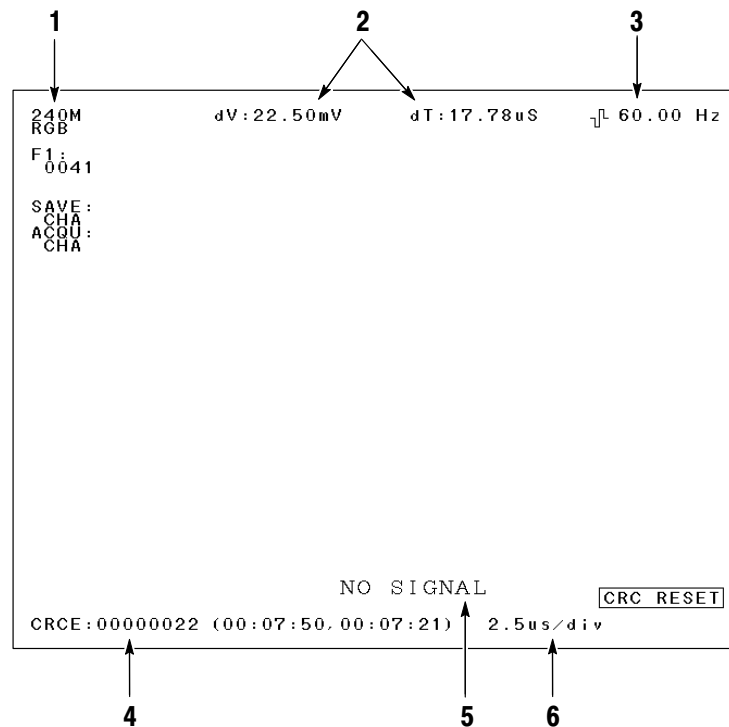 1 2 3
240M dV:22.50mV dT:17.78uS 60.00 Hz
RGB
F1:
0041
SAVE:
CHA
ACQU:
CHA
NO SIGNAL
CRC RESET
CRCE:00000022 (00:07:50,00:07:21) 2.5us/div
4 5 6